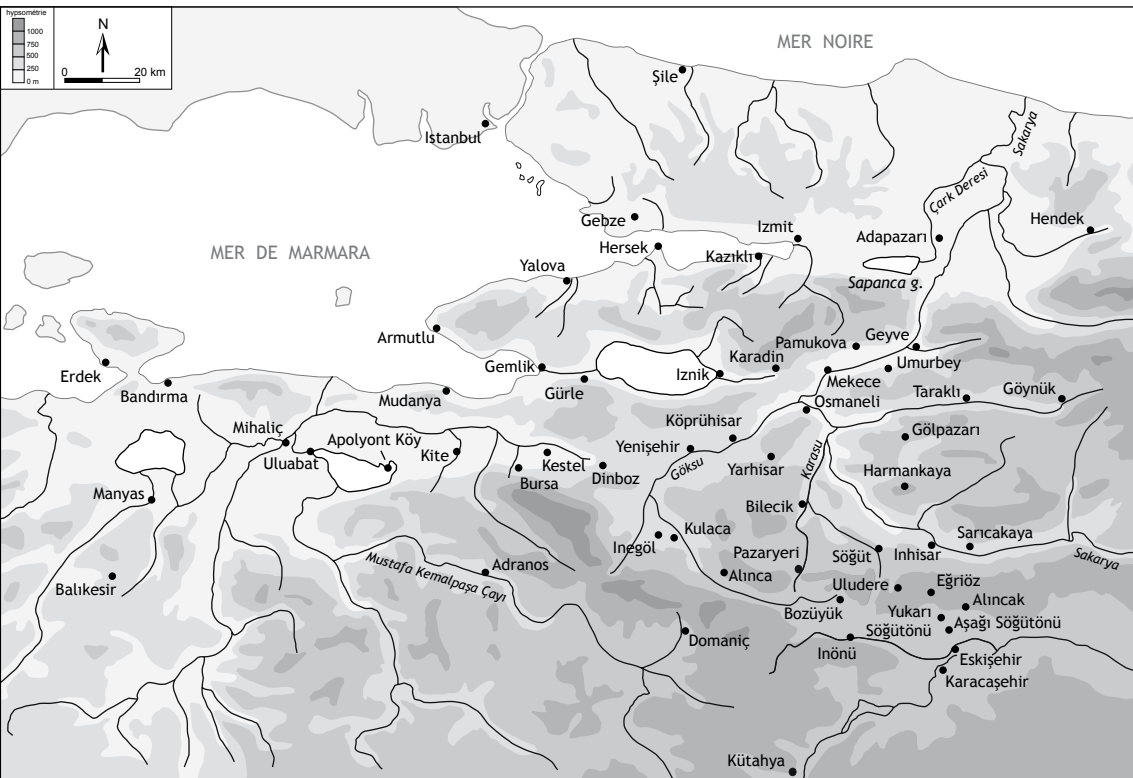 hypsométrie
1000
750
500
250
0 m
N
0 20 km
MER NOIRE
Şile
Istanbul
Sakarya
Çark Deresi
Gebze
Izmit
Hendek
Hersek
Adapazarı
MER DE MARMARA
Kazıklı
Yalova
Sapanca g.
Armutlu
Geyve
Pamukova
Karadin
Erdek
Gemlik
Iznik
Umurbey
Bandırma
Gürle
Mekece
Mudanya
Osmaneli
Taraklı
Göynük
Köprühisar
Mihaliç
Apolyont Köy
Gölpazarı
Yenişehir
Uluabat
Kite
Kestel
Göksu
Karasu
Dinboz
Yarhisar
Bursa
Harmankaya
Manyas
Bilecik
Kulaca
Sarıcakaya
Inegöl
Pazaryeri
Söğüt
Inhisar
Sakarya
Mustafa Kemalpaşa Çayı
Adranos
Alınca
Balıkesir
Uludere
Eğriöz
Bozüyük
Alıncak
Yukarı
Söğütönü
Aşağı Söğütönü
Domaniç
Inönü
Eskişehir
Karacaşehir
Kütahya